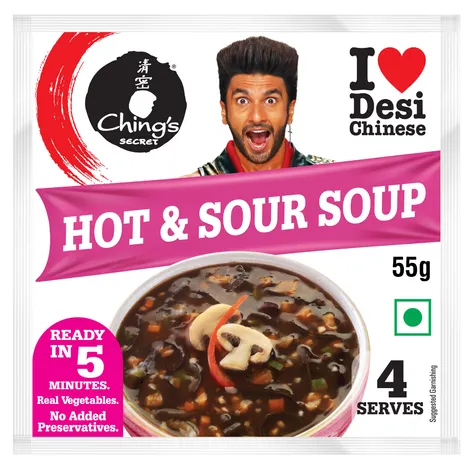 清
密
Ching's
SECRET
I ♥
Desi
Chinese
HOT & SOUR SOUP
55g
READY
IN 5
MINUTES.
Real Vegetables.
No Added
Preservatives.
4
SERVES
Suggested Garnishing